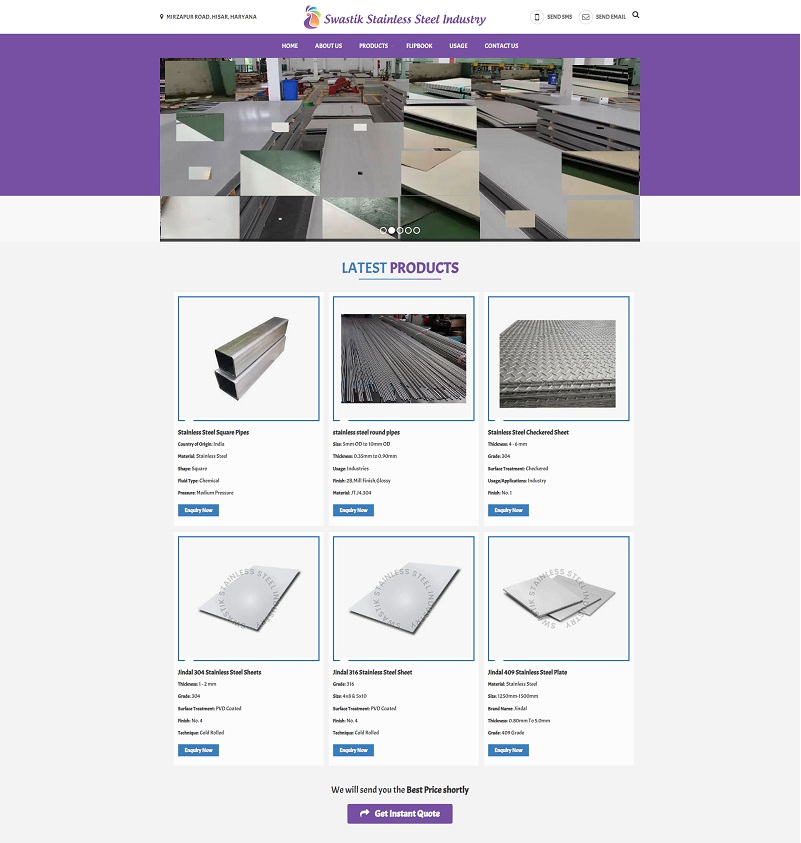 MIRZAPUR ROAD, HISAR, HARYANA
Swastik Stainless Steel Industry
SEND SMS
SEND EMAIL
HOME
ABOUT US
PRODUCTS
FLIPBOOK
USAGE
CONTACT US
LATEST PRODUCTS
Stainless Steel Square Pipes
Country of Origin: India
Material: Stainless Steel
Shape: Square
Fluid Type: Chemical
Pressure: Medium Pressure
Enquiry Now
stainless steel round pipes
Size: 5mm OD to 10mm OD
Thickness: 0.35mm to 0.90mm
Usage: Industries
Finish: 2B,Mill Finish,Glossy
Material: JT,J4,304
Enquiry Now
Stainless Steel Checkered Sheet
Thickness: 4 - 6 mm
Grade: 304
Surface Treatment: Checkered
Usage/Applications: Industry
Finish: No. 1
Enquiry Now
SWASTIK STAINLESS STEEL INDUSTRY
Jindal 304 Stainless Steel Sheets
Thickness: 1 - 2 mm
Grade: 304
Surface Treatment: PVD Coated
Finish: No. 4
Technique: Cold Rolled
Enquiry Now
SWASTIK STAINLESS STEEL INDUSTRY
Jindal 316 Stainless Steel Sheet
Grade: 316
Size: 4x8 & 5x10
Surface Treatment: PVD Coated
Finish: No. 4
Technique: Cold Rolled
Enquiry Now
SWASTIK STAINLESS STEEL INDUSTRY
Jindal 409 Stainless Steel Plate
Material: Stainless Steel
Size: 1250mm-1500mm
Brand Name: Jindal
Thickness: 0.80mm To 5.0mm
Grade: 409 Grade
Enquiry Now
We will send you the Best Price shortly
Get Instant Quote